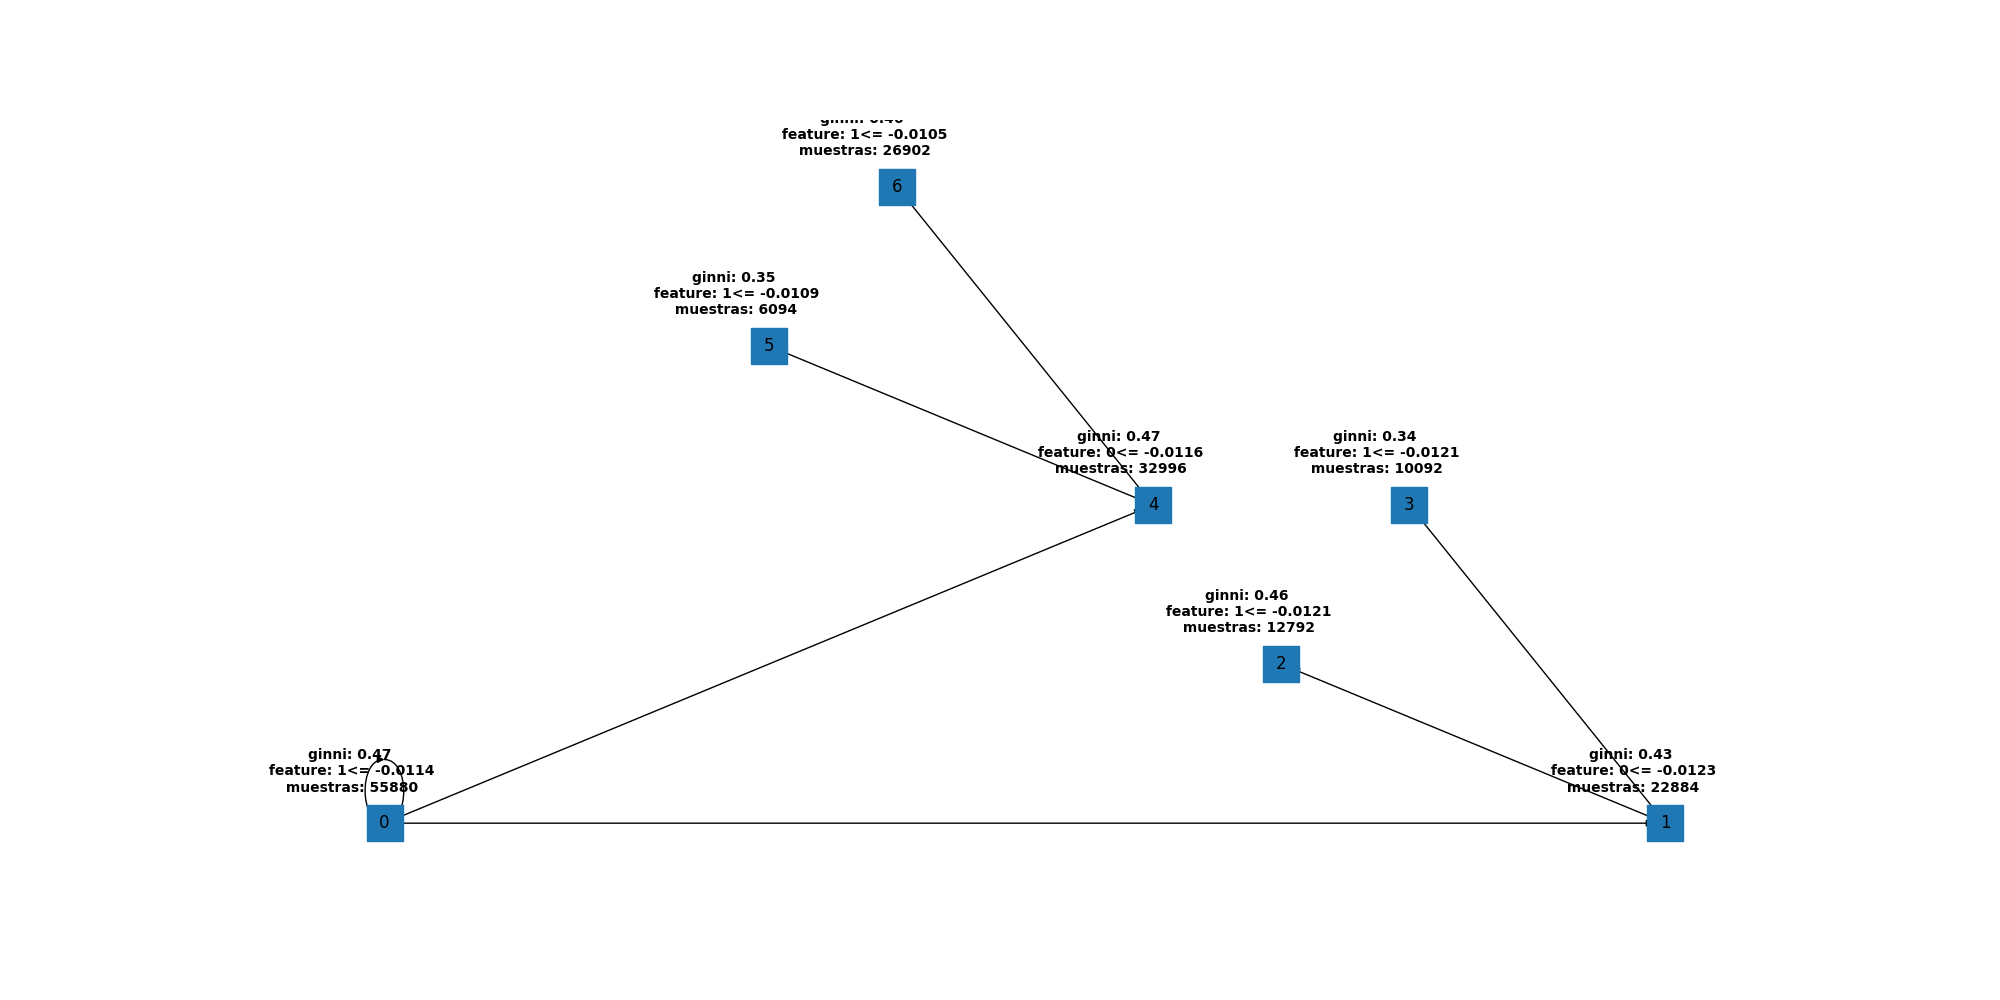 feature: 1<= -0.0105
muestras: 26902
6
ginni: 0.35
feature: 1<= -0.0109
muestras: 6094
5
ginni: 0.47
feature: 0<= -0.0116
muestras: 32996
4
ginni: 0.34
feature: 1<= -0.0121
muestras: 10092
3
ginni: 0.46
feature: 1<= -0.0121
muestras: 12792
2
ginni: 0.47
feature: 1<= -0.0114
muestras: 55880
0
ginni: 0.43
feature: 0<= -0.0123
muestras: 22884
1